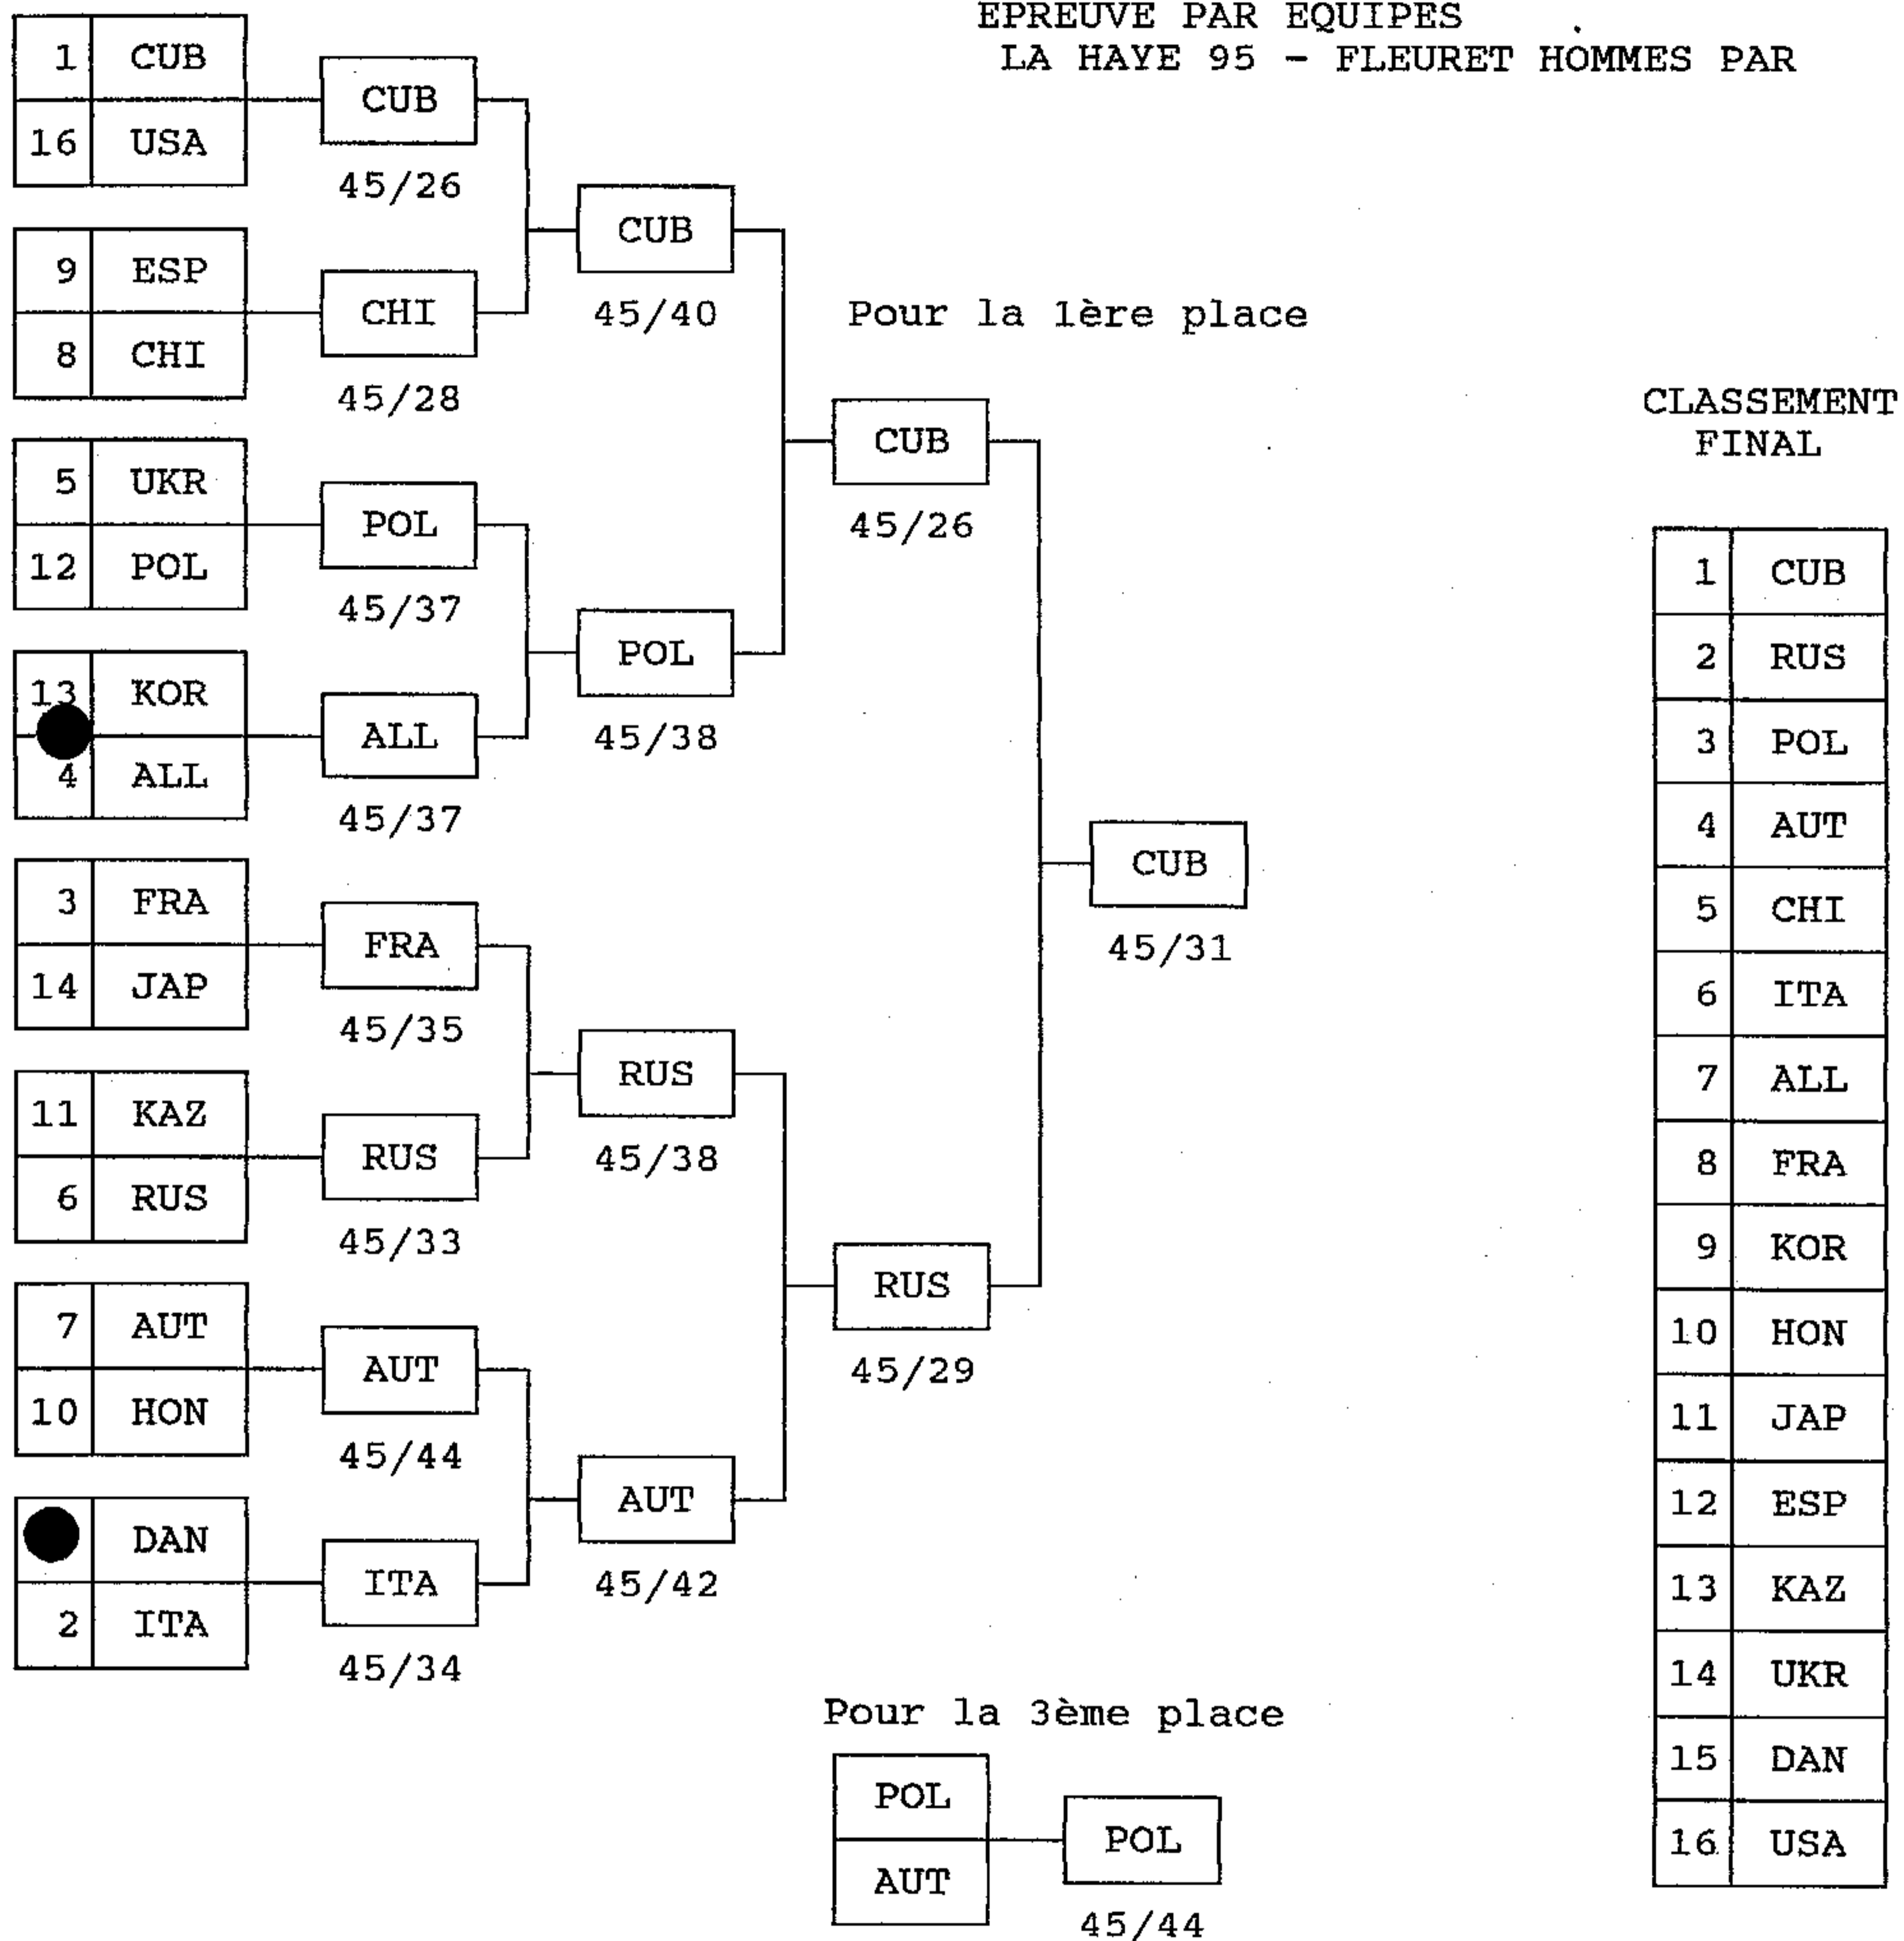 EPREUVE PAR EQUIPES
LA HAYE 95 - FLEURET HOMMES PAR
1 CUB
16 USA
9 ESP
8 CHI
5 UKR
12 POL
13 KOR
4 ALL
3 FRA
14 JAP
11 KAZ
6 RUS
7 AUT
10 HON
DAN
2 ITA
CUB
45/26
CHI
45/28
POL
45/37
ALL
45/37
FRA
45/35
RUS
45/33
AUT
45/44
ITA
45/34
CUB
45/40
POL
45/38
RUS
45/38
AUT
45/42
Pour la 1ère place
CUB
45/26
RUS
45/29
CUB
45/31
Pour la 3ème place
POL
AUT
POL
45/44
CLASSEMENT
FINAL
1 CUB
2 RUS
3 POL
4 AUT
5 CHI
6 ITA
7 ALL
8 FRA
9 KOR
10 HON
11 JAP
12 ESP
13 KAZ
14 UKR
15 DAN
16 USA